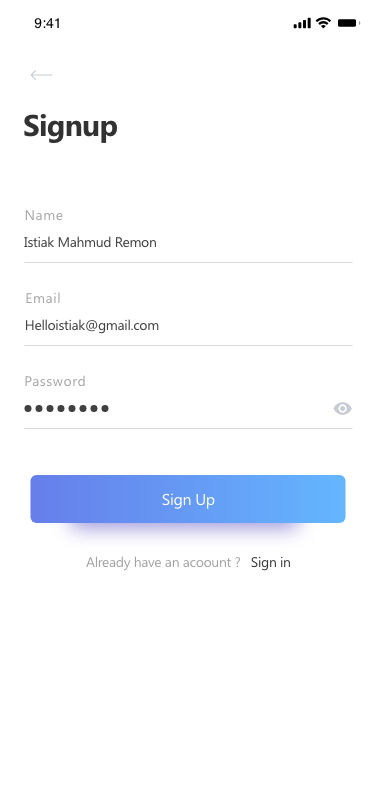 9:41
Signup
Name
Istiak Mahmud Remon
Email
Helloistiak@gmail.com
Password
Sign Up
Already have an acoount ? Sign in